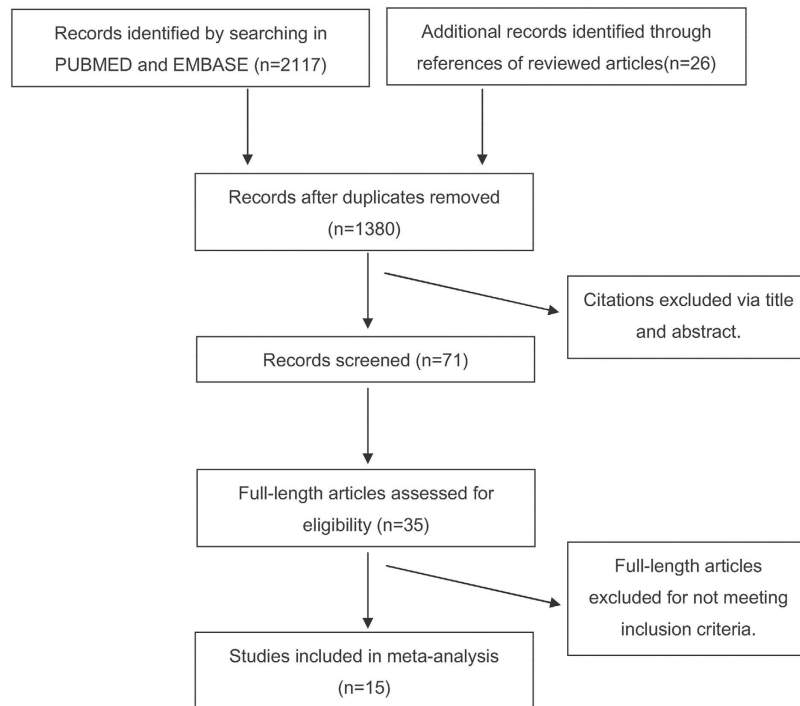 Records identified by searching in
PUBMED and EMBASE (n=2117)
Additional records identified through
references of reviewed articles(n=26)
Records after duplicates removed
(n=1380)
Citations excluded via title
and abstract.
Records screened (n=71)
Full-length articles assessed for
eligibility (n=35)
Full-length articles
excluded for not meeting
inclusion criteria.
Studies included in meta-analysis
(n=15)